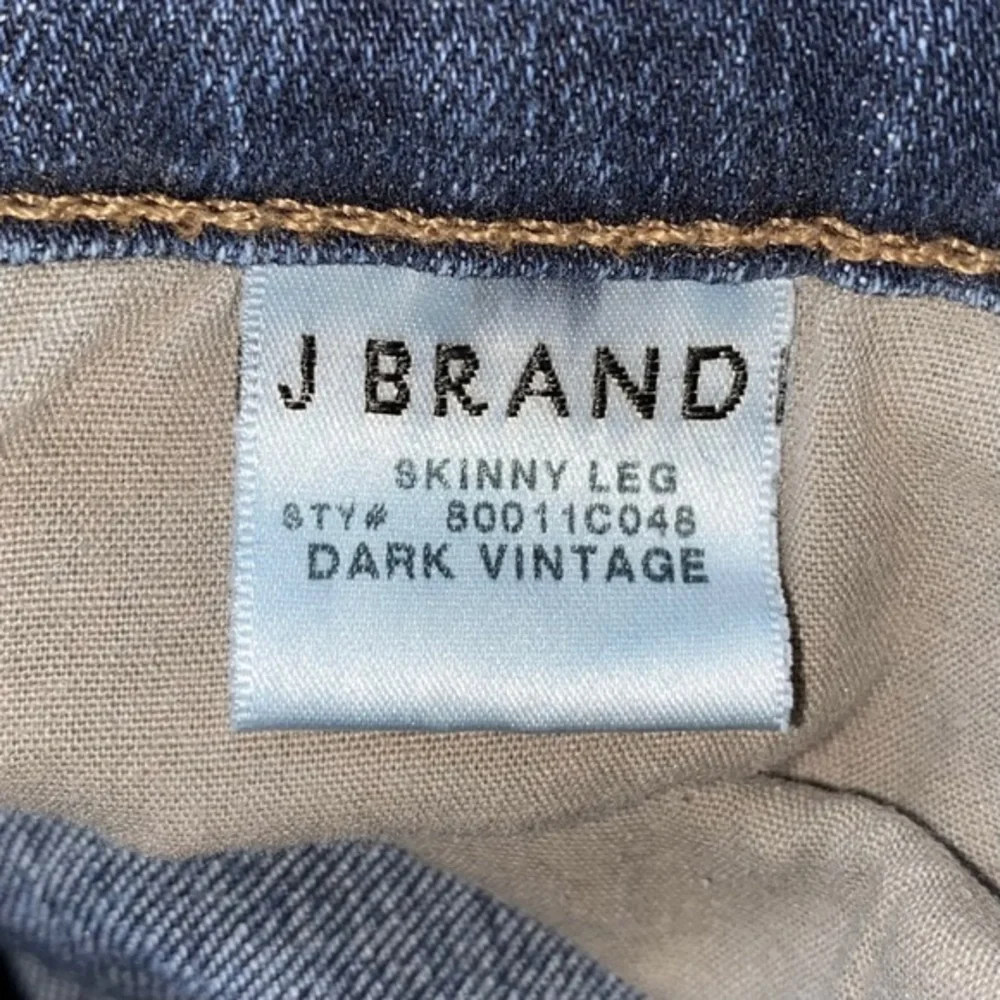 J BRAND
SKINNY LEG
STY# 80011C048
DARK VINTAGE